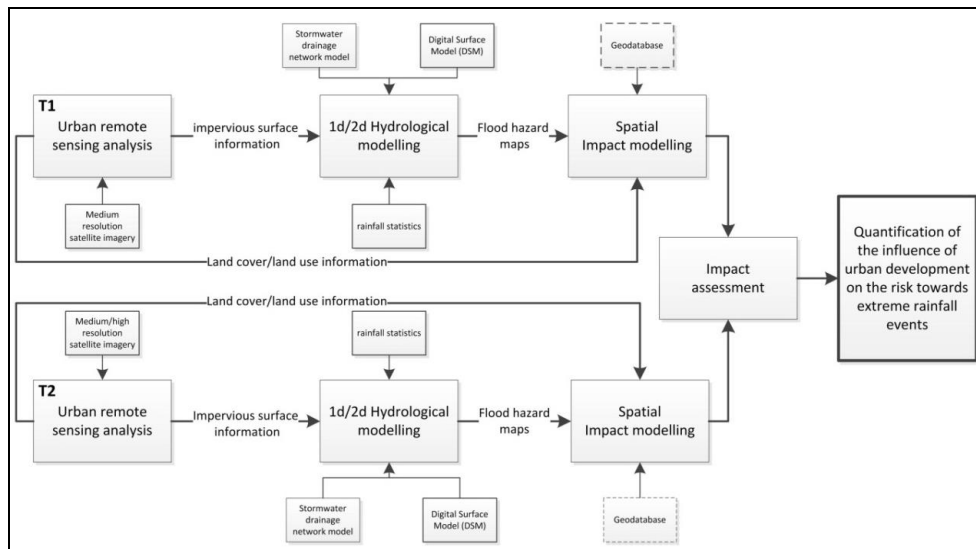 Stormwater
drainage
network model
Digital Surface
Model (DSM)
Geodatabase
T1
Urban remote
sensing analysis
impervious surface
information
1d/2d Hydrological
modelling
Flood hazard
maps
Spatial
Impact modelling
Medium
resolution
satellite imagery
rainfall statistics
Land cover/land use information
Impact
assessment
Quantification of
the influence of
urban development
on the risk towards
extreme rainfall
events
Land cover/land use information
Medium/high
resolution
satellite imagery
rainfall statistics
T2
Urban remote
sensing analysis
Impervious surface
information
1d/2d Hydrological
modelling
Flood hazard
maps
Spatial
Impact modelling
Stormwater
drainage
network model
Digital Surface
Model (DSM)
Geodatabase